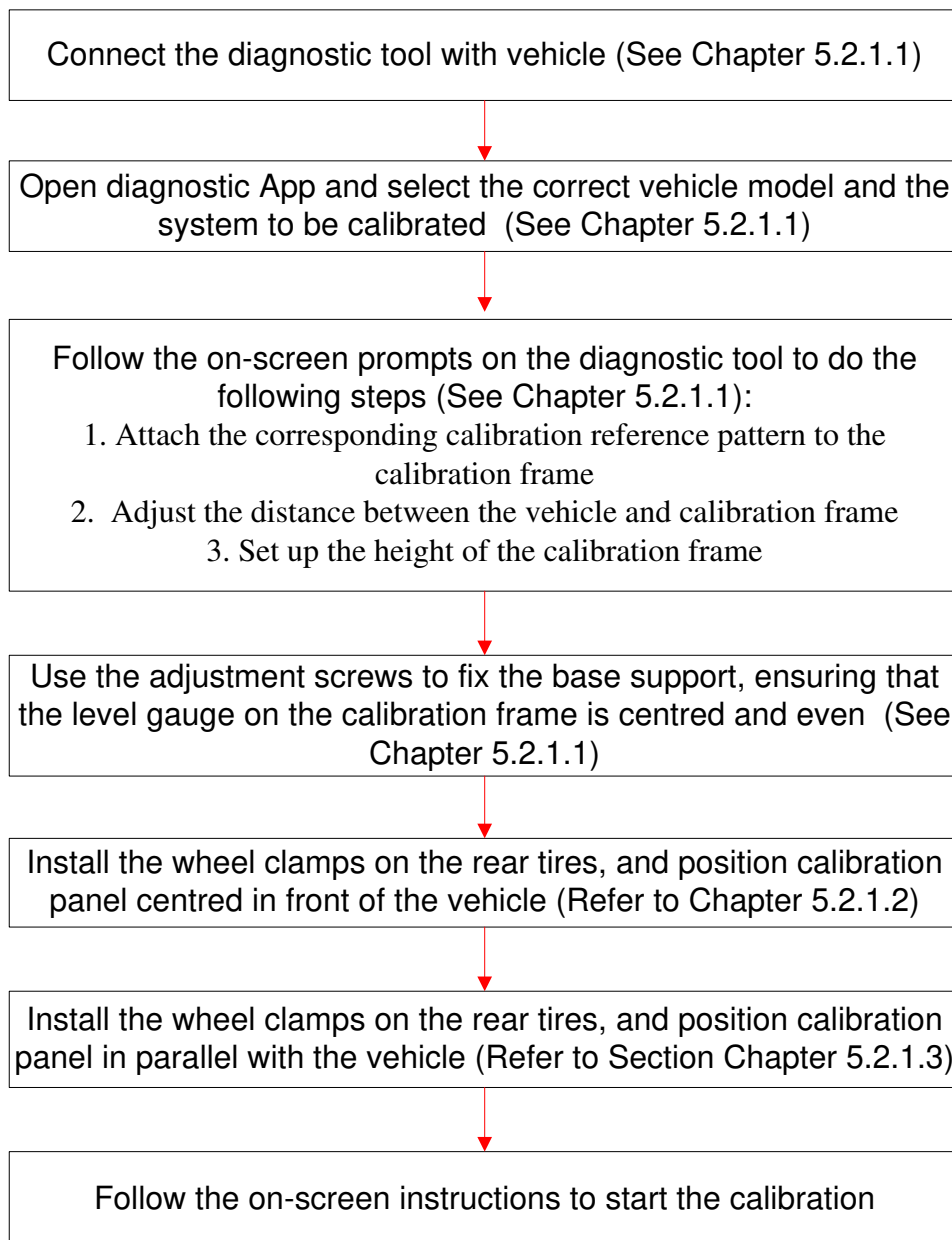 Connect the diagnostic tool with vehicle (See Chapter 5.2.1.1)
Open diagnostic App and select the correct vehicle model and the
system to be calibrated (See Chapter 5.2.1.1)
Follow the on-screen prompts on the diagnostic tool to do the
following steps (See Chapter 5.2.1.1):
1. Attach the corresponding calibration reference pattern to the
calibration frame
2. Adjust the distance between the vehicle and calibration frame
3. Set up the height of the calibration frame
Use the adjustment screws to fix the base support, ensuring that
the level gauge on the calibration frame is centred and even (See
Chapter 5.2.1.1)
Install the wheel clamps on the rear tires, and position calibration
panel centred in front of the vehicle (Refer to Chapter 5.2.1.2)
Install the wheel clamps on the rear tires, and position calibration
panel in parallel with the vehicle (Refer to Section Chapter 5.2.1.3)
Follow the on-screen instructions to start the calibration